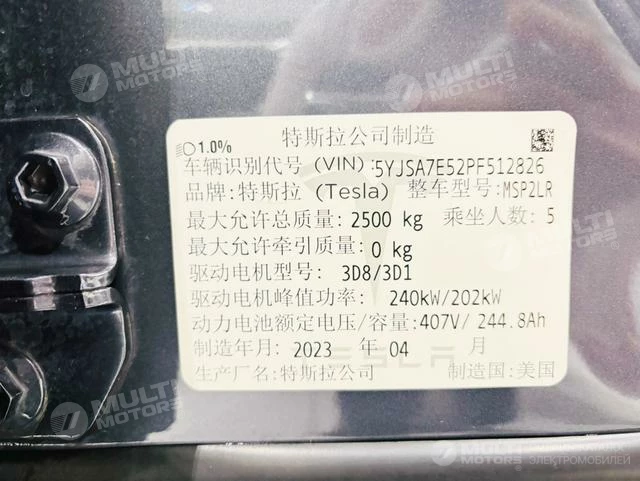 MULTI MOTORS
MULTI MOTORS
1.0%
特斯拉公司制造
车辆识别代号 (VIN):5YJSA7E52PF512826
品牌:特斯拉 (Tesla) 整车型号:MSP2LR
最大允许总质量: 2500 kg 乘坐人数: 5
最大允许牵引质量: 0 kg
驱动电机型号: 3D8/3D1
驱动电机峰值功率: 240kW/202kW
动力电池额定电压/容量:407V/ 244.8Ah
制造年月: 2023 年 04 月
TESLA
生产厂名:特斯拉公司 制造国:美国
MULTI MOTORS
MULTI MOTORS
ЭЛЕКТРОМОБИЛЕЙ